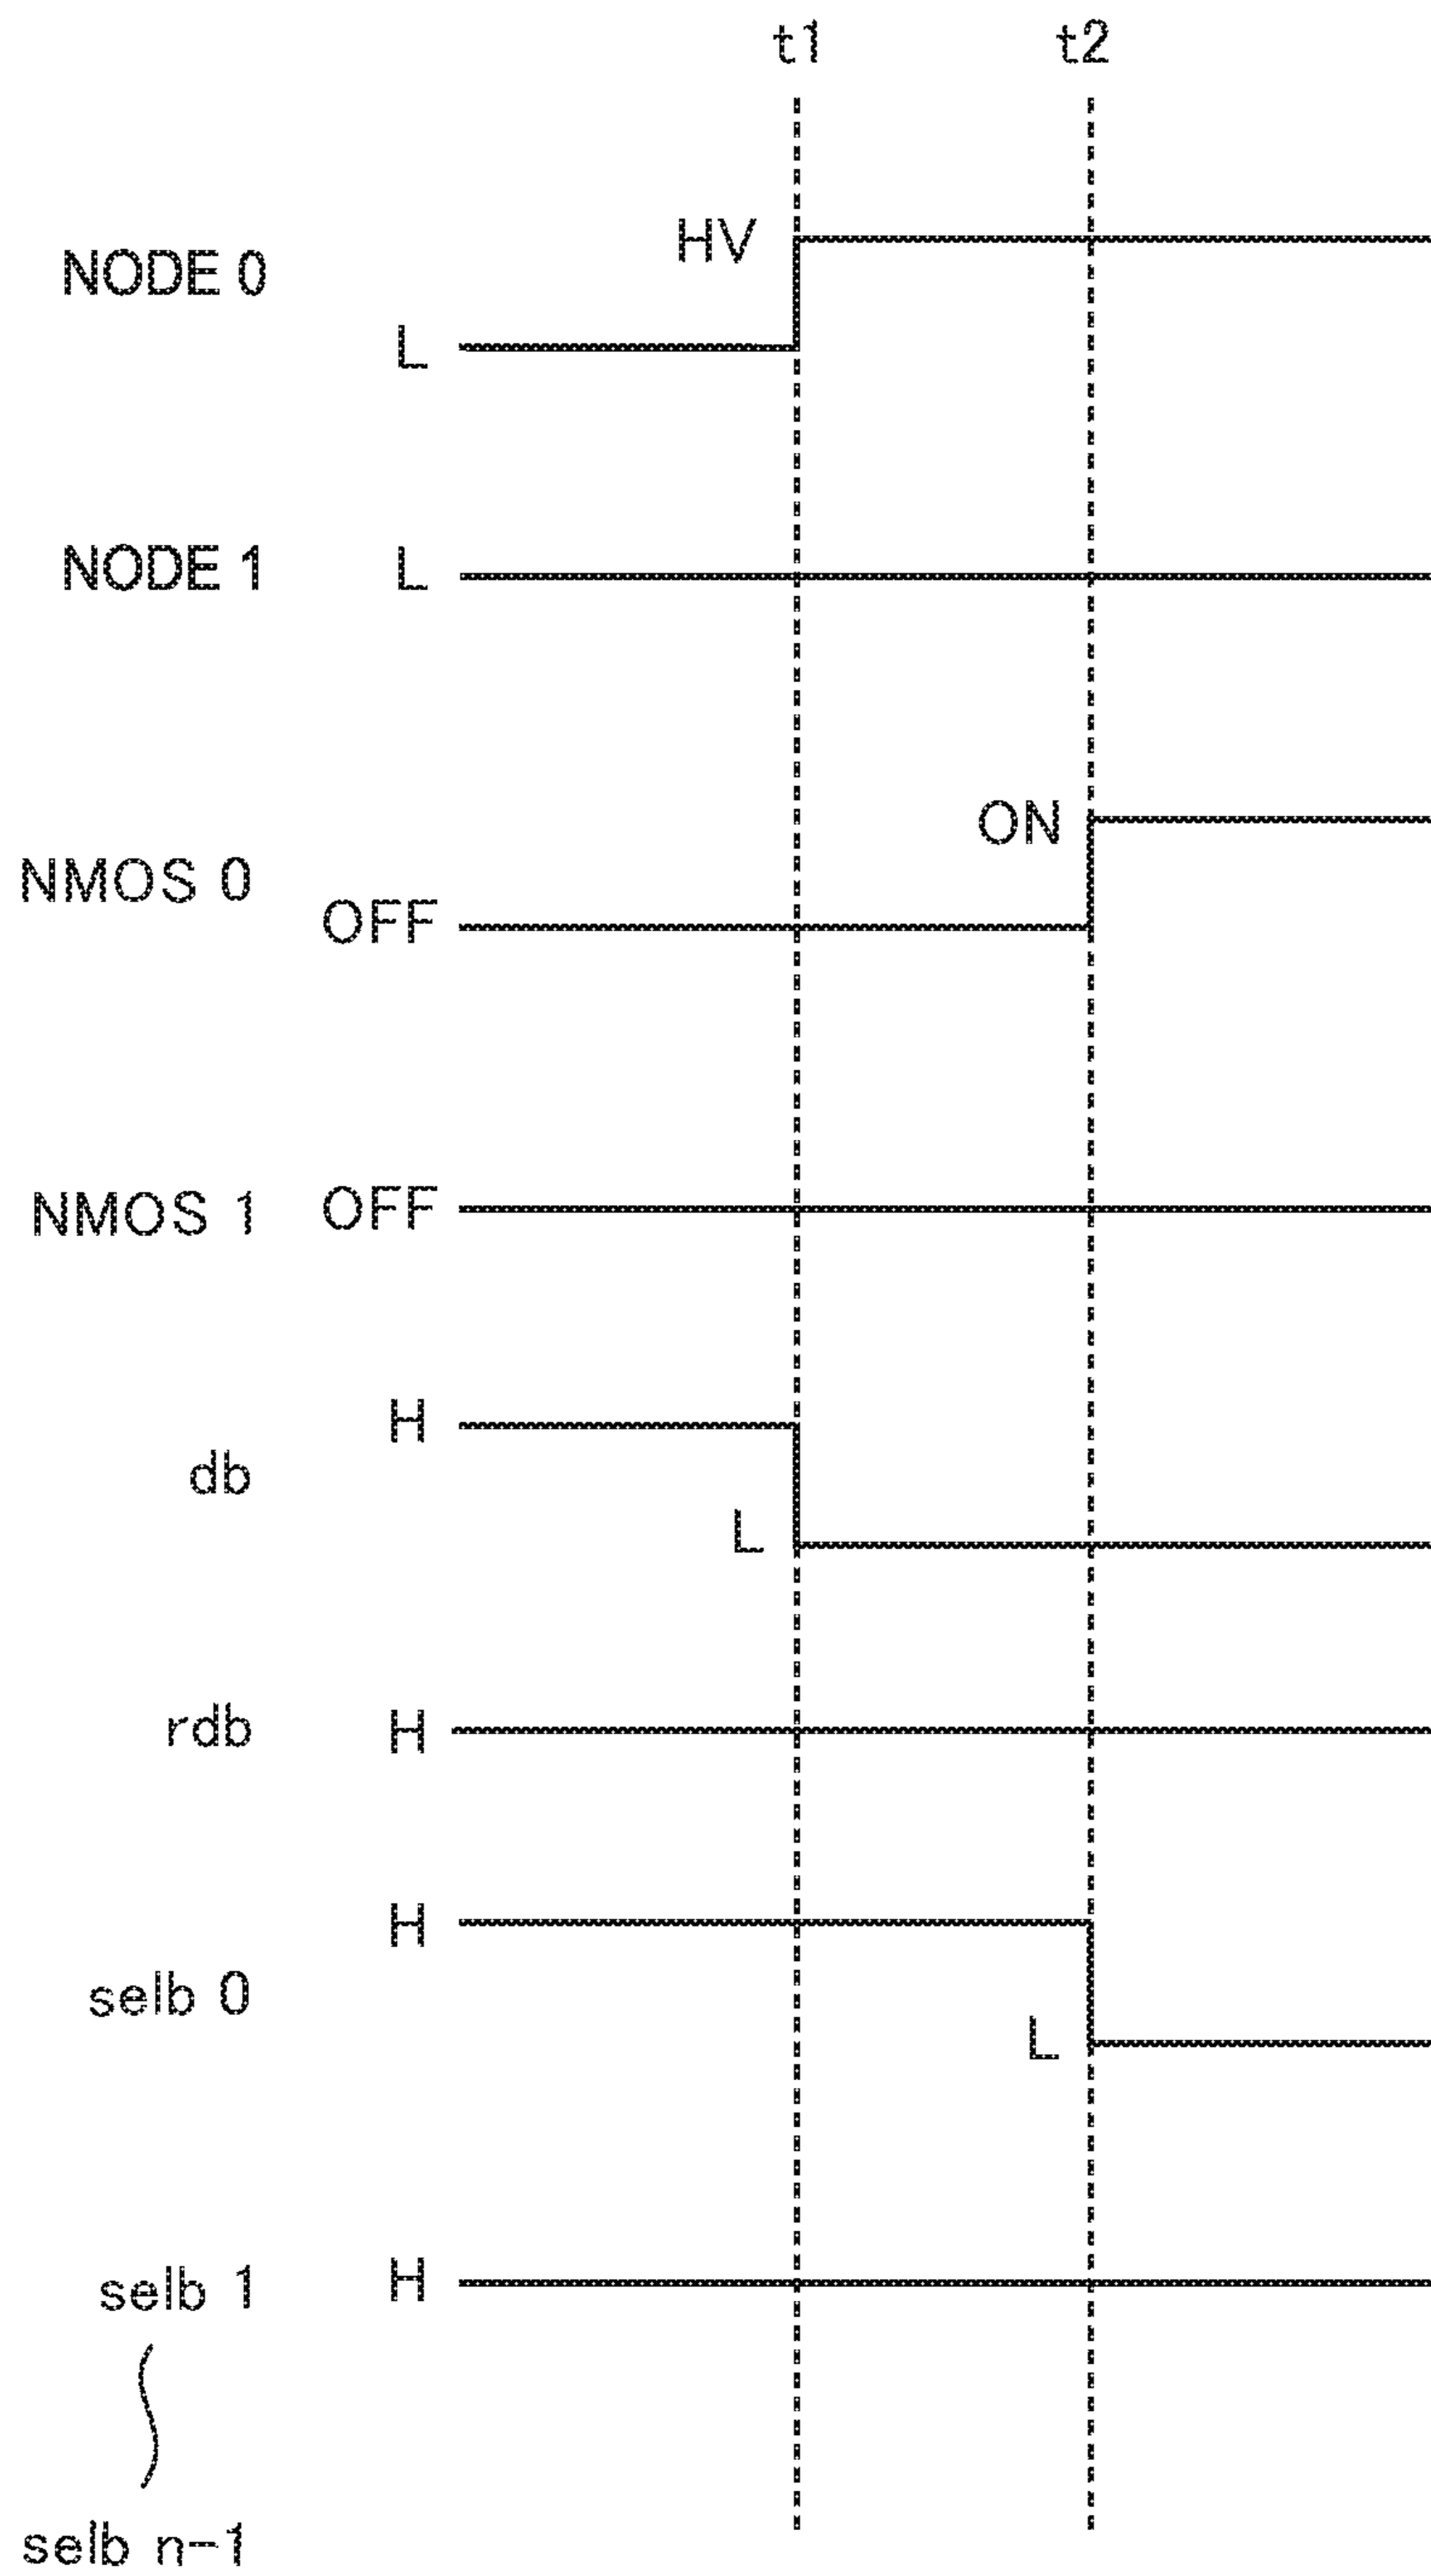 t1 t2
HV
NODE 0
L
NODE 1 L
ON
NMOS 0
OFF
NMOS 1 OFF
H
db
L
rdb H
H
selb 0
L
selb 1 H
selb n-1